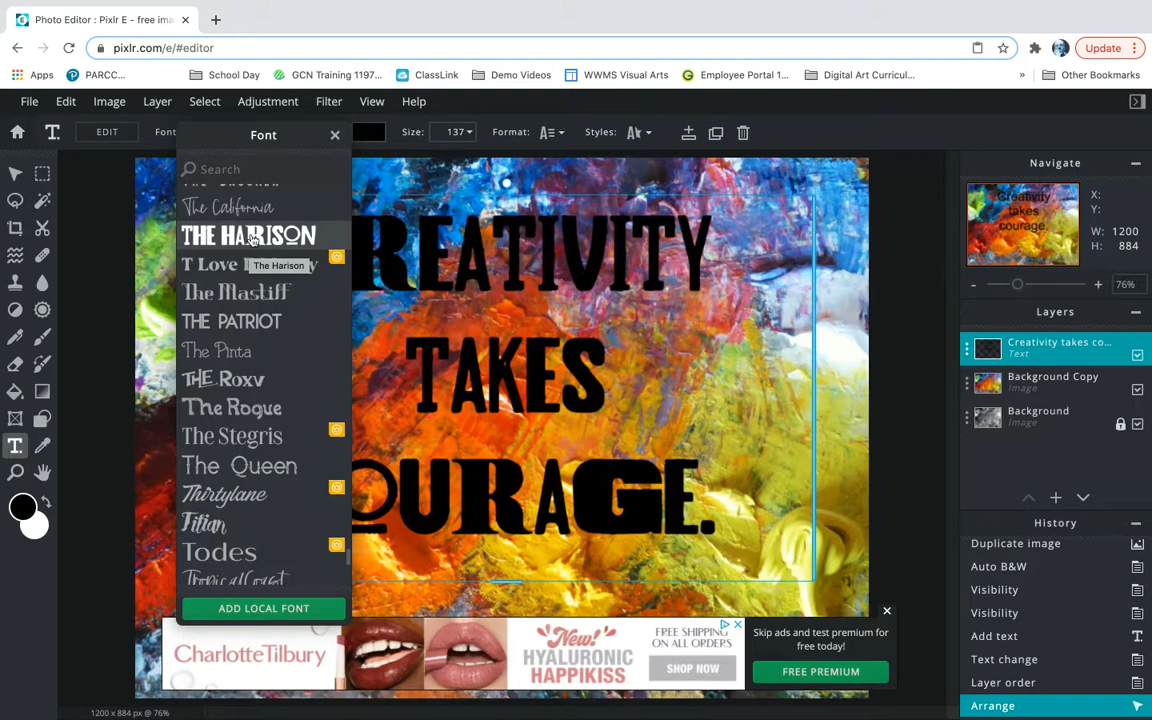 Photo Editor : Pixlr E - free ima
pixlr.com/e/#editor
Update
Apps
PARCC...
School Day
GCN Training 1197...
ClassLink
Demo Videos
WWMS Visual Arts
Employee Portal 1...
Digital Art Curricul...
»
Other Bookmarks
File Edit Image Layer Select Adjustment Filter View Help
EDIT
Size: 137
Format:
Styles:
Font
Search
The California
THE HARISON
The Harison
T Love
The Mastiff
THE PATRIOT
The Pinta
THE Roxv
The Rogue
The Stegris
The Queen
Thirtylane
Titian
Todes
Tropical Coast
ADD LOCAL FONT
REATIVITY
TAKES
OURAGE.
Navigate
Creativity
takes
courage.
X:
Y:
W: 1200
H: 884
- + 76%
Layers
Creativity takes co...
Text
Background Copy
Image
Background
Image
History
Duplicate image
Auto B&W
Visibility
Visibility
Add text
Text change
Layer order
Arrange
CharlotteTilbury
New!
HYALURONIC
HAPPIKISS
FREE SHIPPING
ON ALL ORDERS
SHOP NOW
Skip ads and test premium for
free today!
FREE PREMIUM
1200 x 884 px @ 76%